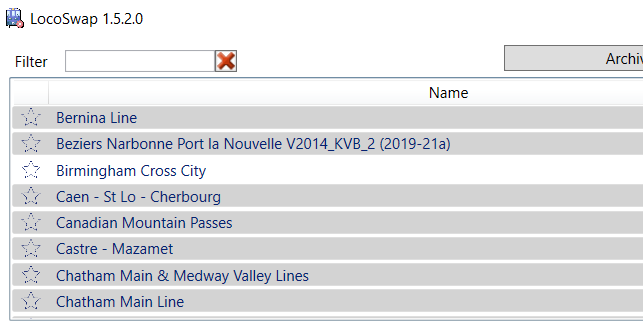 LocoSwap 1.5.2.0
Filter
Archiv
Name
Bernina Line
Beziers Narbonne Port la Nouvelle V2014_KVB_2 (2019-21a)
Birmingham Cross City
Caen - St Lo - Cherbourg
Canadian Mountain Passes
Castre - Mazamet
Chatham Main & Medway Valley Lines
Chatham Main Line